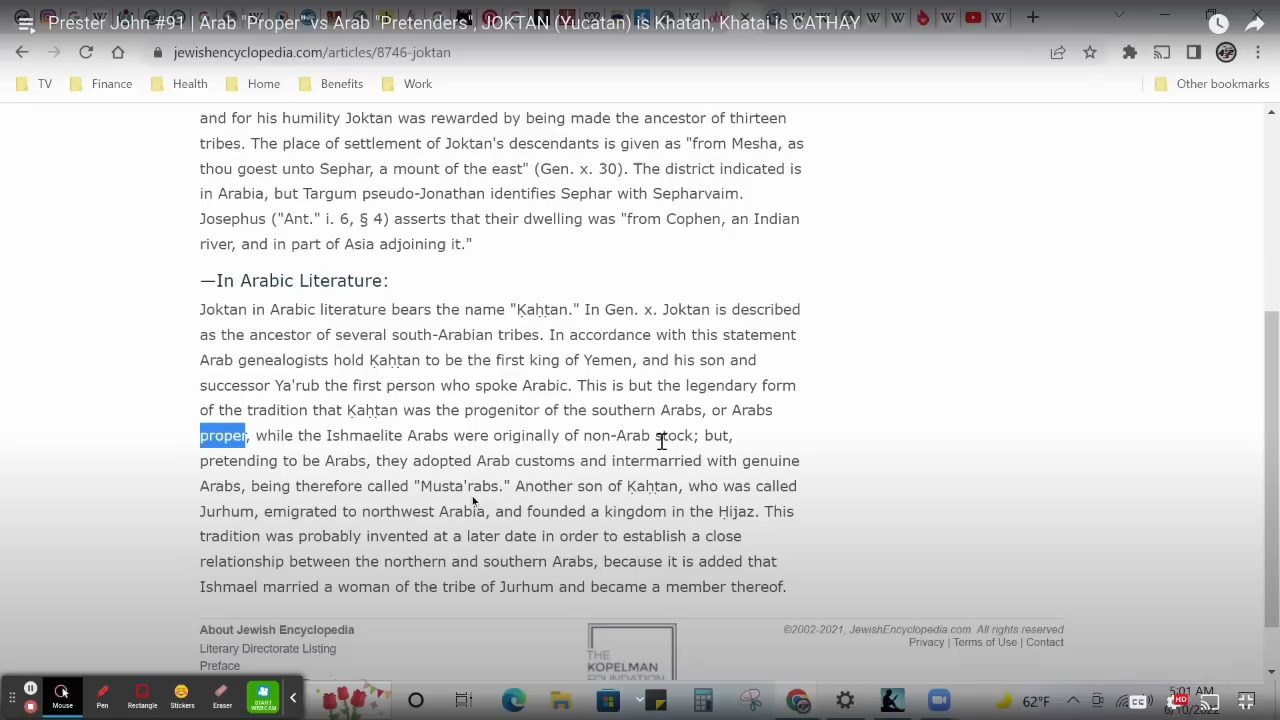 Prester John #91 | Arab "Proper" vs Arab "Pretenders", JOKTAN (Yucatan) is Khatan, Khatai is CATHAY
jewishencyclopedia.com/articles/8746-joktan
TV Finance Health Home Benefits Work Other bookmarks
and for his humility Joktan was rewarded by being made the ancestor of thirteen
tribes. The place of settlement of Joktan's descendants is given as "from Mesha, as
thou goest unto Sephar, a mount of the east" (Gen. x. 30). The district indicated is
in Arabia, but Targum pseudo-Jonathan identifies Sephar with Sepharvaim.
Josephus ("Ant." i. 6, § 4) asserts that their dwelling was "from Cophen, an Indian
river, and in part of Asia adjoining it."
—In Arabic Literature:
Joktan in Arabic literature bears the name "Ḳaḥṭan." In Gen. x. Joktan is described
as the ancestor of several south-Arabian tribes. In accordance with this statement
Arab genealogists hold Ḳaḥṭan to be the first king of Yemen, and his son and
successor Ya'rub the first person who spoke Arabic. This is but the legendary form
of the tradition that Ḳaḥṭan was the progenitor of the southern Arabs, or Arabs
proper, while the Ishmaelite Arabs were originally of non-Arab stock; but,
pretending to be Arabs, they adopted Arab customs and intermarried with genuine
Arabs, being therefore called "Musta'rabs." Another son of Ḳaḥṭan, who was called
Jurhum, emigrated to northwest Arabia, and founded a kingdom in the Ḥijaz. This
tradition was probably invented at a later date in order to establish a close
relationship between the northern and southern Arabs, because it is added that
Ishmael married a woman of the tribe of Jurhum and became a member thereof.
About Jewish Encyclopedia
Literary Directorate Listing
Preface
THE
KOPELMAN
FOUNDATION
©2002-2021, JewishEncyclopedia.com All rights reserved
Privacy | Terms of Use | Contact
Mouse Pen Rectangle Stickers Eraser START WEBCAM
62°F
CC
HD
5:01 AM